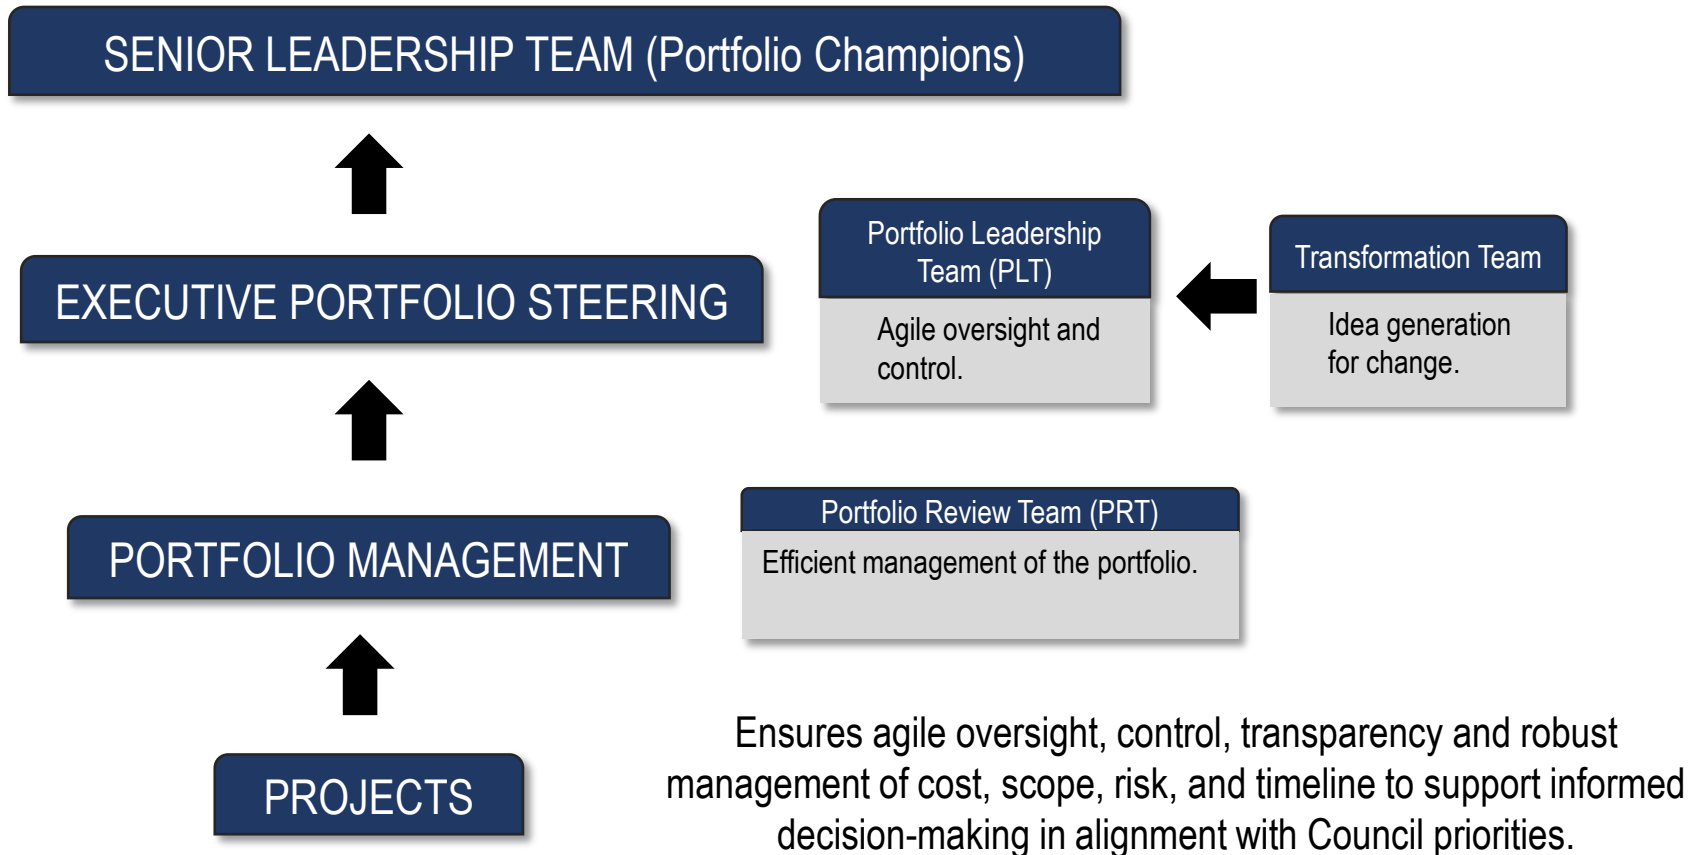 SENIOR LEADERSHIP TEAM (Portfolio Champions)
Portfolio Leadership
Team (PLT)
Agile oversight and
control.
Transformation Team
Idea generation
for change.
EXECUTIVE PORTFOLIO STEERING
Portfolio Review Team (PRT)
Efficient management of the portfolio.
PORTFOLIO MANAGEMENT
PROJECTS
Ensures agile oversight, control, transparency and robust
management of cost, scope, risk, and timeline to support informed
decision-making in alignment with Council priorities.